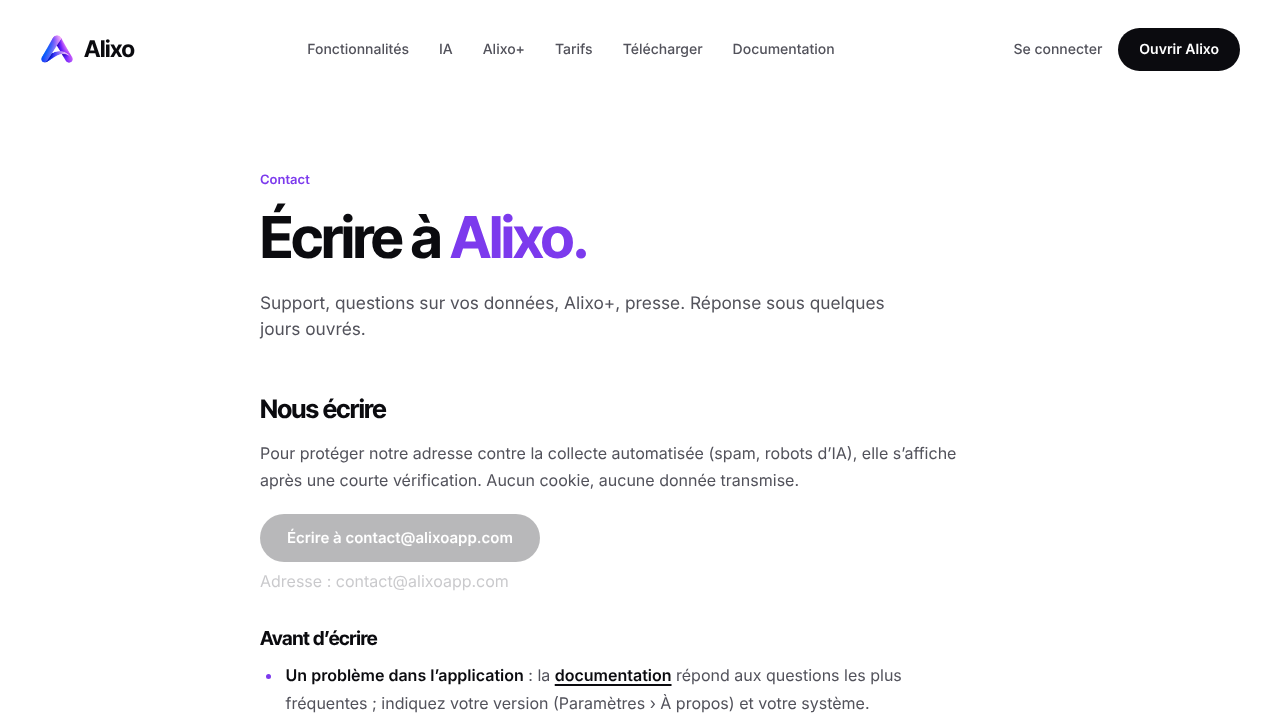 Alixo
Fonctionnalités
IA
Alixo+
Tarifs
Télécharger
Documentation
Se connecter
Ouvrir Alixo
Contact
Écrire à Alixo.
Support, questions sur vos données, Alixo+, presse. Réponse sous quelques
jours ouvrés.
Nous écrire
Pour protéger notre adresse contre la collecte automatisée (spam, robots d’IA), elle s’affiche
après une courte vérification. Aucun cookie, aucune donnée transmise.
Écrire à contact@alixoapp.com
Adresse : contact@alixoapp.com
Avant d’écrire
• Un problème dans l’application : la documentation répond aux questions les plus
fréquentes ; indiquez votre version (Paramètres › À propos) et votre système.